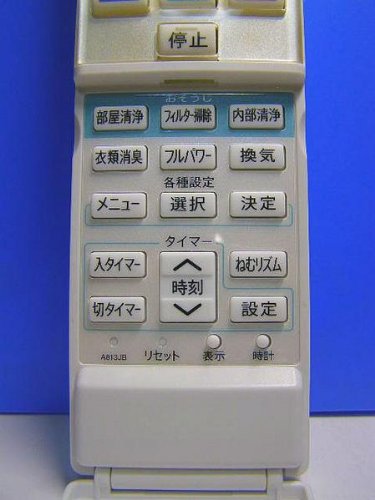 停止
おそうじ
部屋清浄 フィルター掃除 内部清浄
衣類消臭 フルパワー 換気
各種設定
メニュー 選択 決定
タイマー
入タイマー ねむリズム
時刻
切タイマー 設定
A813JB リセット 表示 時計